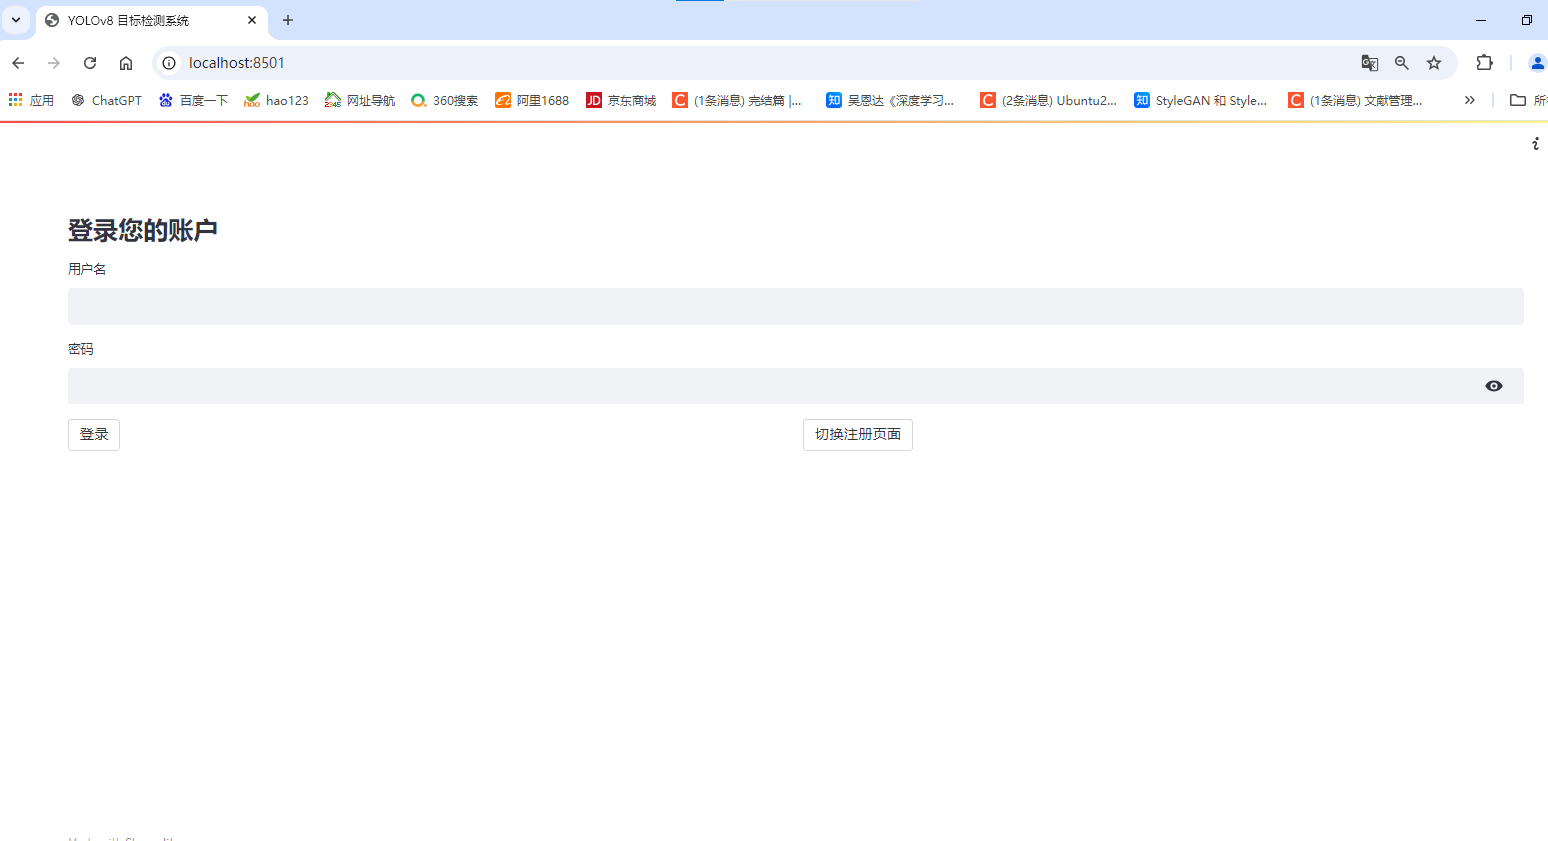 YOLOv8 目标检测系统
localhost:8501
应用 ChatGPT 百度一下 hao123 网址导航 360搜索 阿里1688 京东商城 (1条消息) 完结篇 |... 吴恩达《深度学习... (2条消息) Ubuntu2... StyleGAN 和 Style... (1条消息) 文献管理...
登录您的账户
用户名
密码
登录 切换注册页面